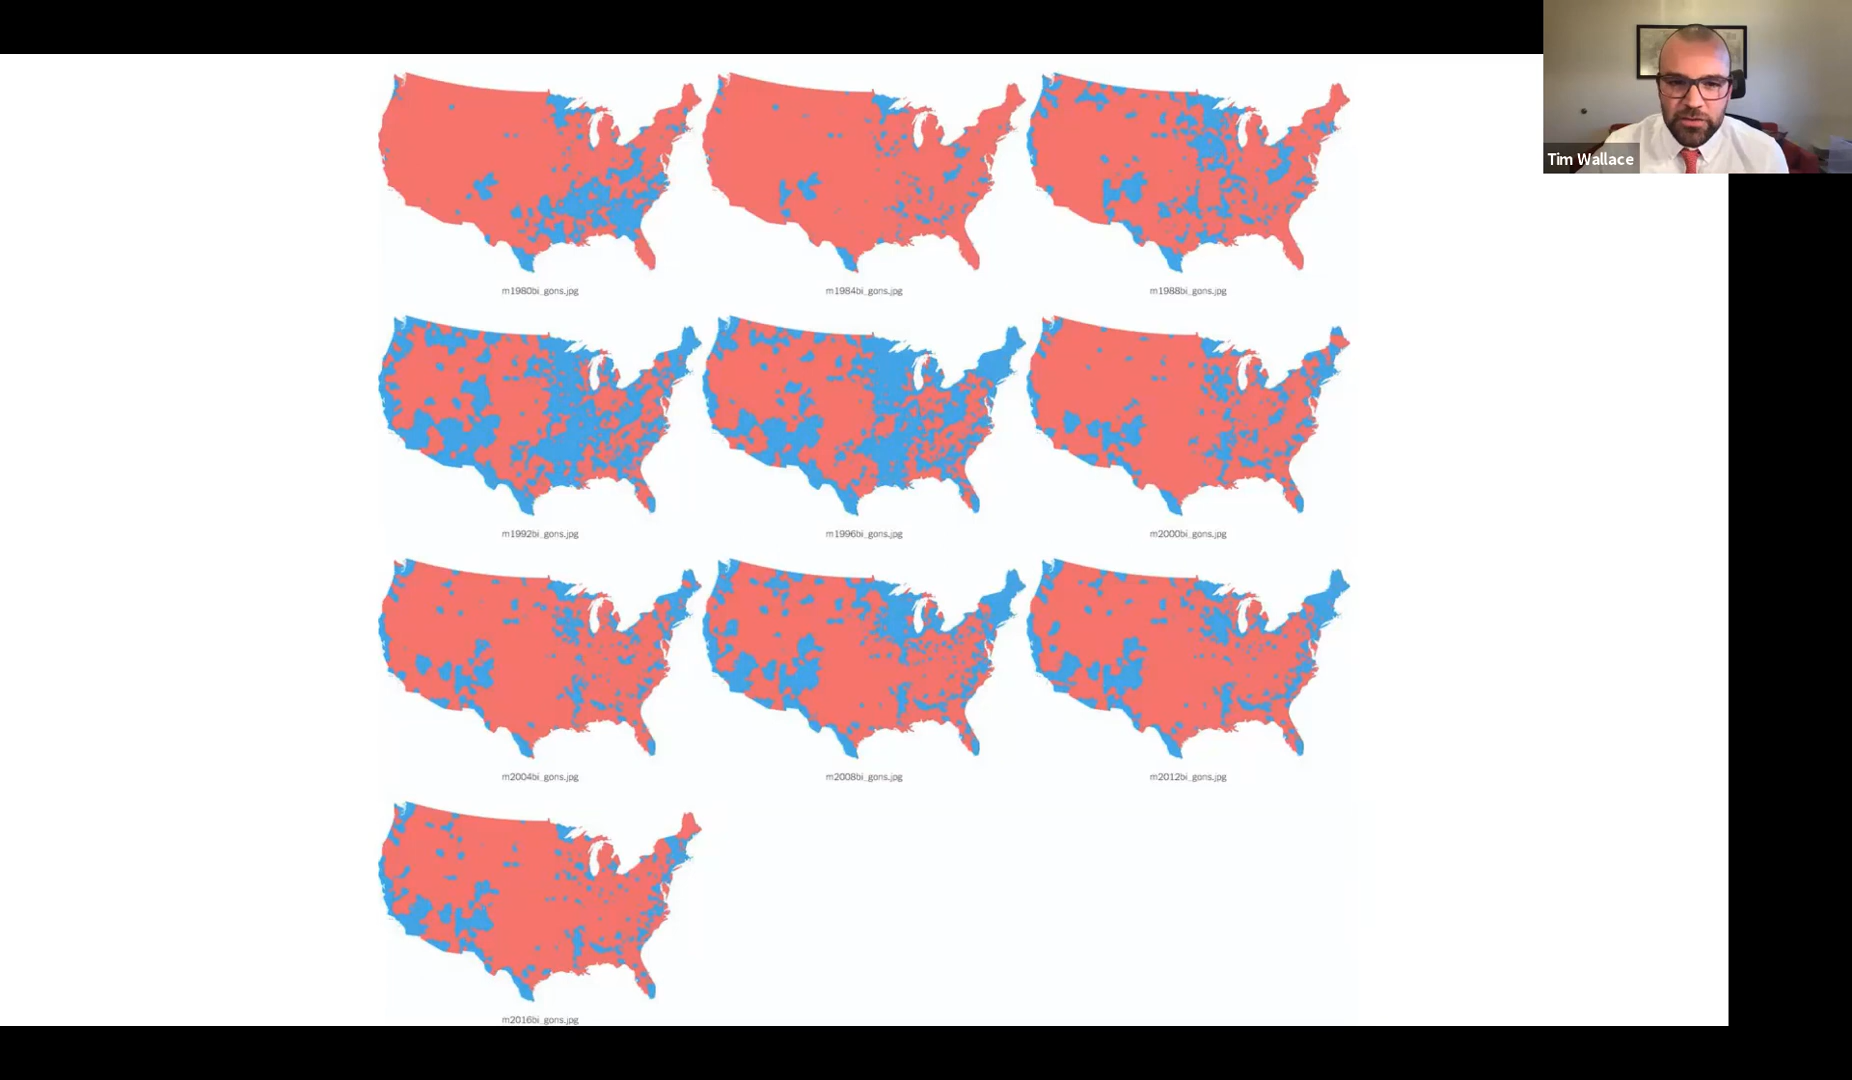 Tim Wallace
m1980bi_gons.jpg
m1984bi_gons.jpg
m1988bi_gons.jpg
m1992bi_gons.jpg
m1996bi_gons.jpg
m2000bi_gons.jpg
m2004bi_gons.jpg
m2008bi_gons.jpg
m2012bi_gons.jpg
m2016bi_gons.jpg